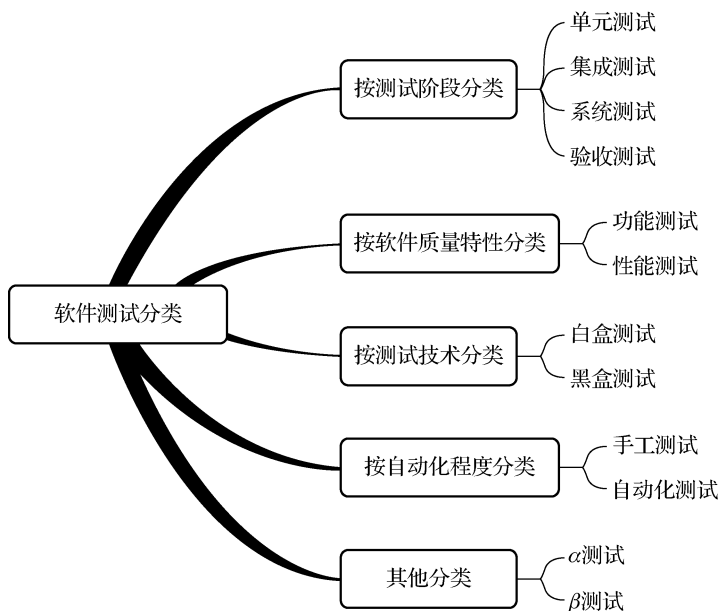 软件测试分类
按测试阶段分类
单元测试
集成测试
系统测试
验收测试
按软件质量特性分类
功能测试
性能测试
按测试技术分类
白盒测试
黑盒测试
按自动化程度分类
手工测试
自动化测试
其他分类
α测试
β测试